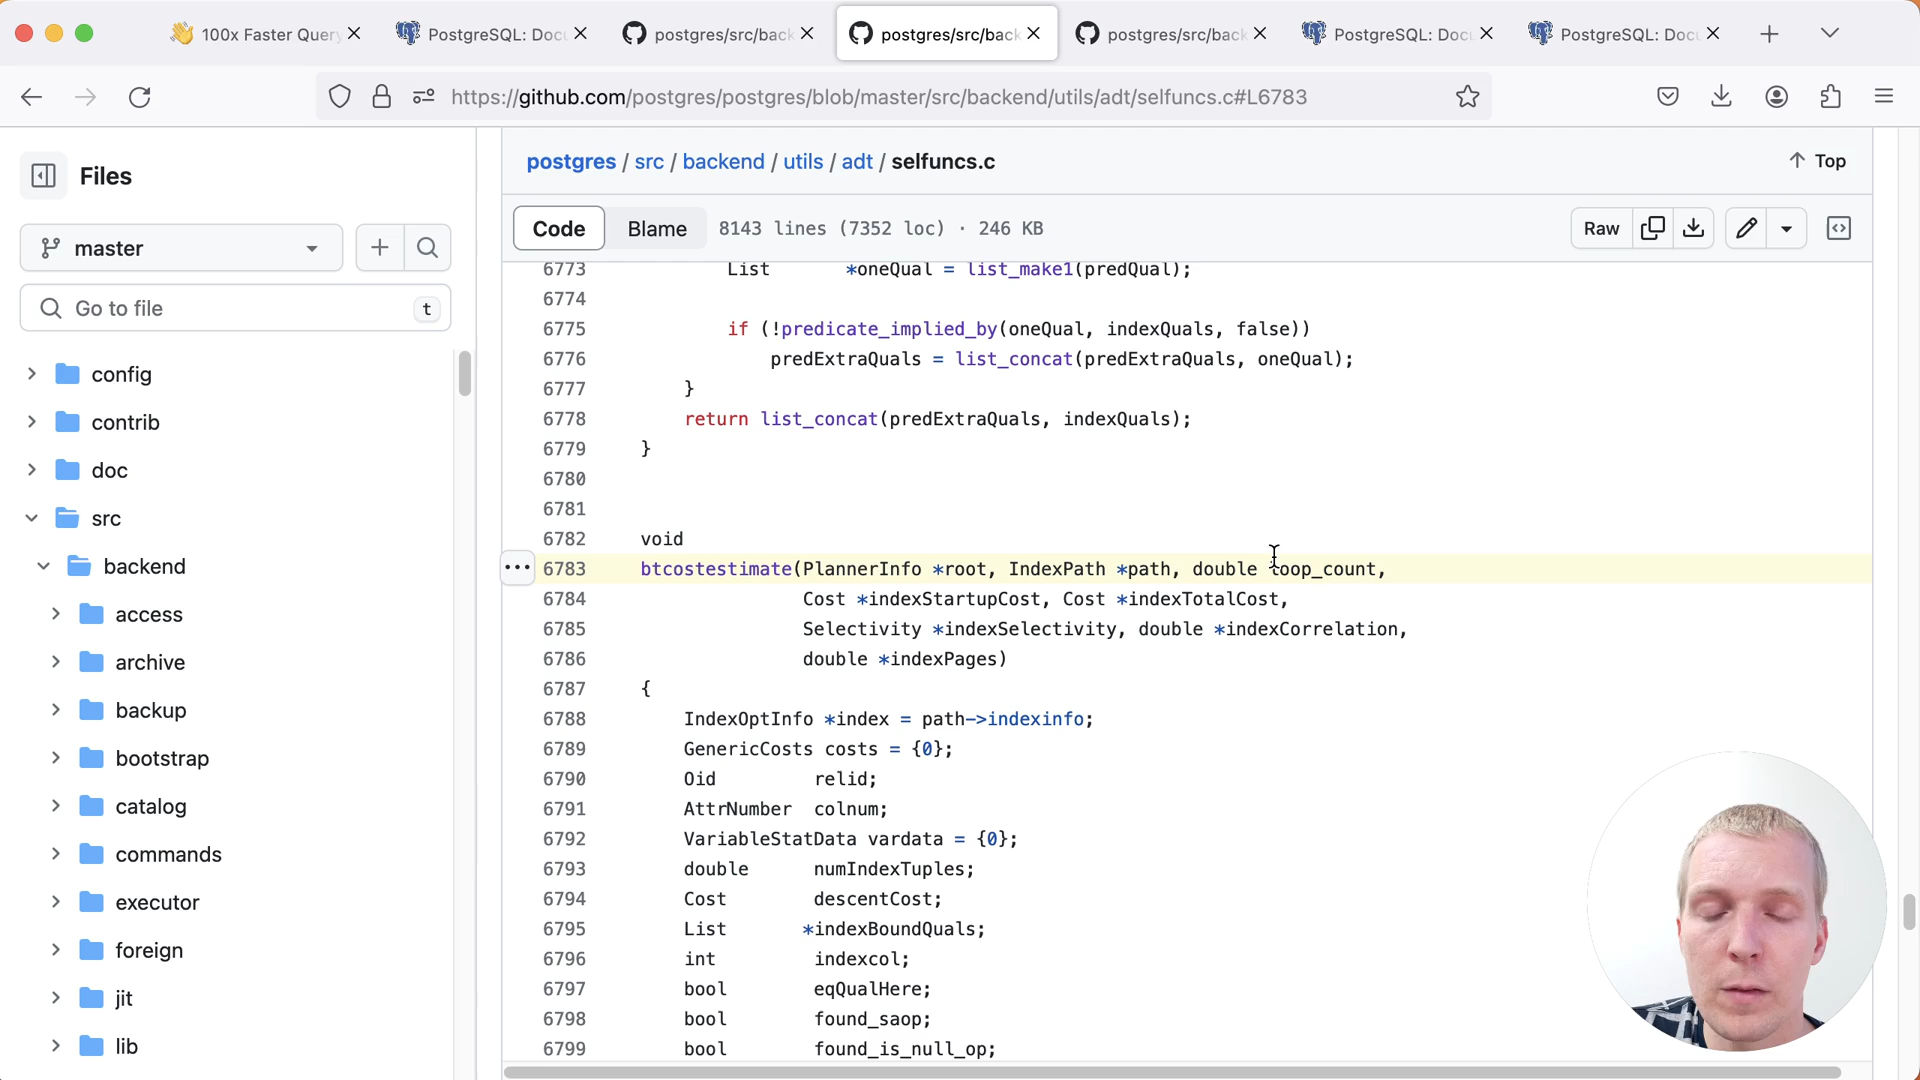 100x Faster Query
PostgreSQL: Docu
postgres/src/back
postgres/src/back
postgres/src/back
PostgreSQL: Docu
PostgreSQL: Docu
https://github.com/postgres/postgres/blob/master/src/backend/utils/adt/selfuncs.c#L6783
Files
master
Go to file
t
config
contrib
doc
src
backend
access
archive
backup
bootstrap
catalog
commands
executor
foreign
jit
lib
postgres / src / backend / utils / adt / selfuncs.c
Top
Code
Blame
8143 lines (7352 loc) · 246 KB
Raw
6773 List *oneQual = list_make1(predQual);
6774
6775 if (!predicate_implied_by(oneQual, indexQuals, false))
6776 predExtraQuals = list_concat(predExtraQuals, oneQual);
6777 }
6778 return list_concat(predExtraQuals, indexQuals);
6779 }
6780
6781
6782 void
6783 btcostestimate(PlannerInfo *root, IndexPath *path, double loop_count,
6784 Cost *indexStartupCost, Cost *indexTotalCost,
6785 Selectivity *indexSelectivity, double *indexCorrelation,
6786 double *indexPages)
6787 {
6788 IndexOptInfo *index = path->indexinfo;
6789 GenericCosts costs = {0};
6790 Oid relid;
6791 AttrNumber colnum;
6792 VariableStatData vardata = {0};
6793 double numIndexTuples;
6794 Cost descentCost;
6795 List *indexBoundQuals;
6796 int indexcol;
6797 bool eqQualHere;
6798 bool found_saop;
6799 bool found_is_null_op;